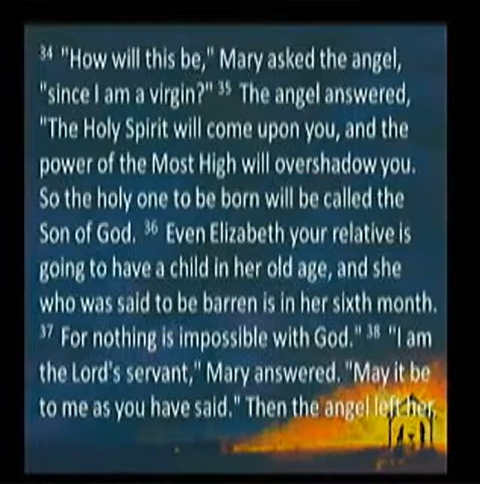 34 "How will this be," Mary asked the angel,
"since I am a virgin?" 35 The angel answered,
"The Holy Spirit will come upon you, and the
power of the Most High will overshadow you.
So the holy one to be born will be called the
Son of God. 36 Even Elizabeth your relative is
going to have a child in her old age, and she
who was said to be barren is in her sixth month.
37 For nothing is impossible with God." 38 "I am
the Lord's servant," Mary answered. "May it be
to me as you have said." Then the angel left her.